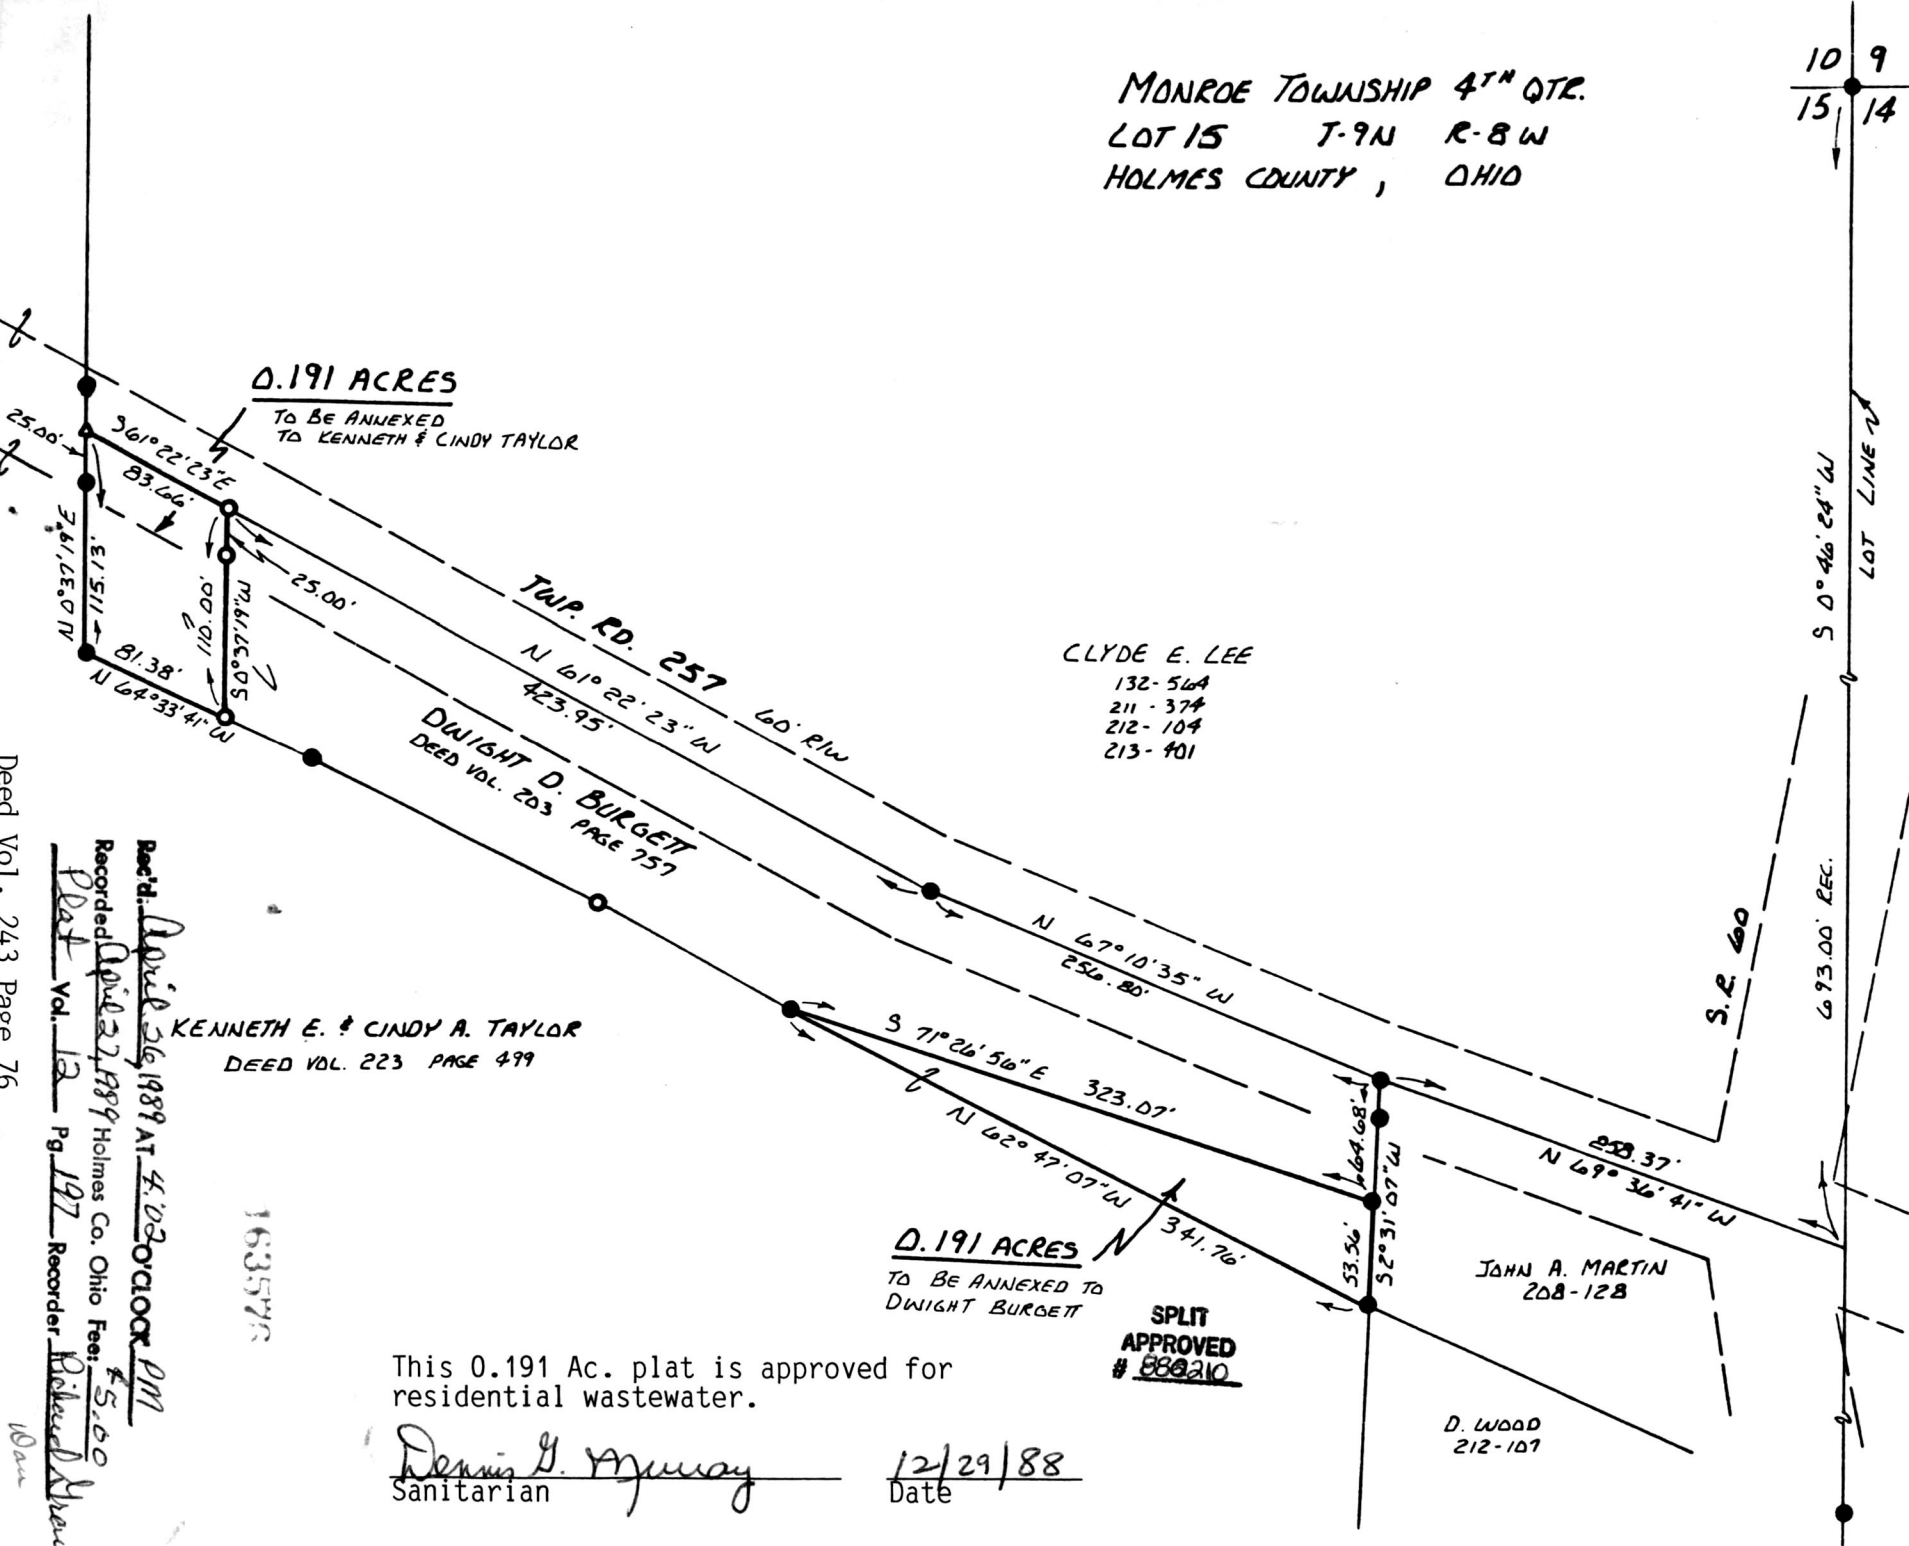 MONROE TOWNSHIP 4TH QTR.
LOT 15 T-9N R-8W
HOLMES COUNTY, OHIO
10 9
15 14
0.191 ACRES
TO BE ANNEXED
TO KENNETH & CINDY TAYLOR
25.00'
S61°22'23"E
83.66'
N 0°37'19"E
115.13'
110.00'
S0°37'19"W
25.00'
81.38'
N 64°33'41"W
TWP. RD. 257 60' R/W
N 61°22'23" W
423.95'
DWIGHT D. BURGETT
DEED VOL. 203 PAGE 757
CLYDE E. LEE
132-564
211-374
212-104
213-401
S 0°46'24" W
LOT LINE
693.00' REC.
S.R. 60
N 67°10'35" W
256.80'
KENNETH E. & CINDY A. TAYLOR
DEED VOL. 223 PAGE 499
S 71°26'56" E 323.07'
N 62°47'07" W 341.76'
64.68'
53.56'
S2°31'07"W
258.37'
N 69°36'41" W
0.191 ACRES
TO BE ANNEXED TO
DWIGHT BURGETT
JOHN A. MARTIN
208-128
SPLIT
APPROVED
# 880210
D. WOOD
212-107
This 0.191 Ac. plat is approved for
residential wastewater.
Dennis G. Murray 12/29/88
Sanitarian Date
Rec'd. April 26, 1989 AT 4:02 O'CLOCK PM
Recorded April 27, 1989 Holmes Co. Ohio Fee: $5.00
Plat Vol. 12 Pg. 197 Recorder Richard
Deed Vol. 243 Page 76